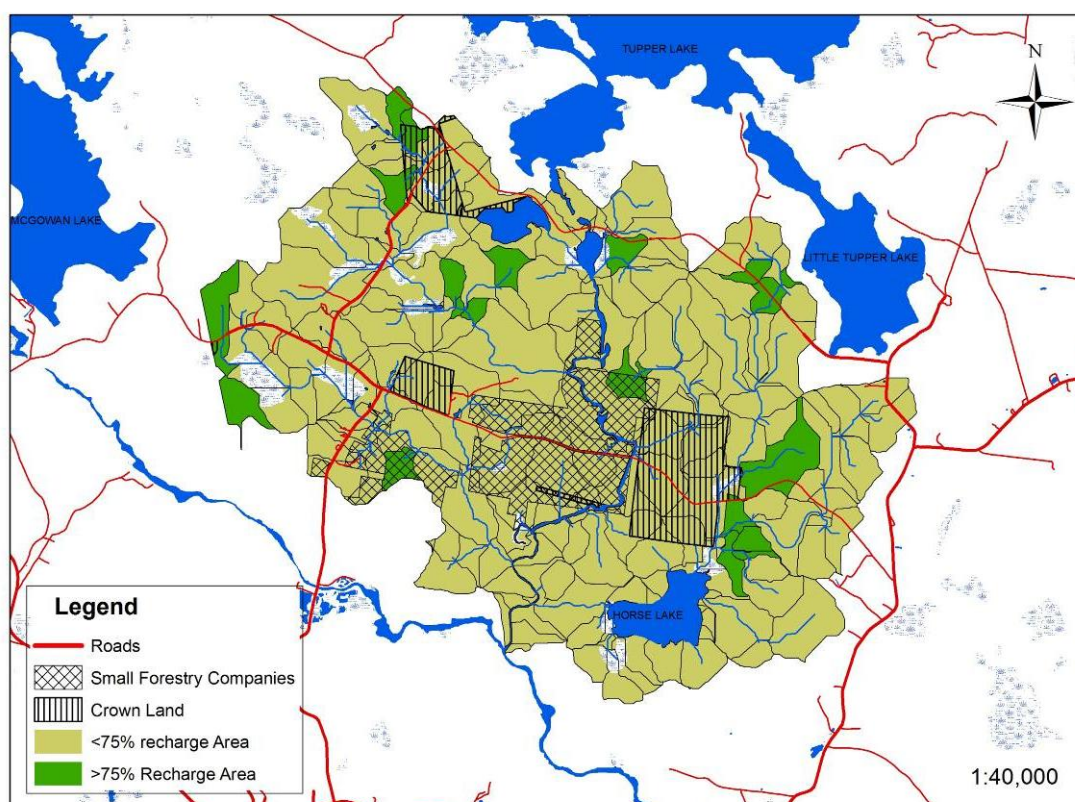 TUPPER LAKE
N
MCGOWAN LAKE
LITTLE TUPPER LAKE
HORSE LAKE
Legend
Roads
Small Forestry Companies
Crown Land
<75% recharge Area
>75% Recharge Area
1:40,000